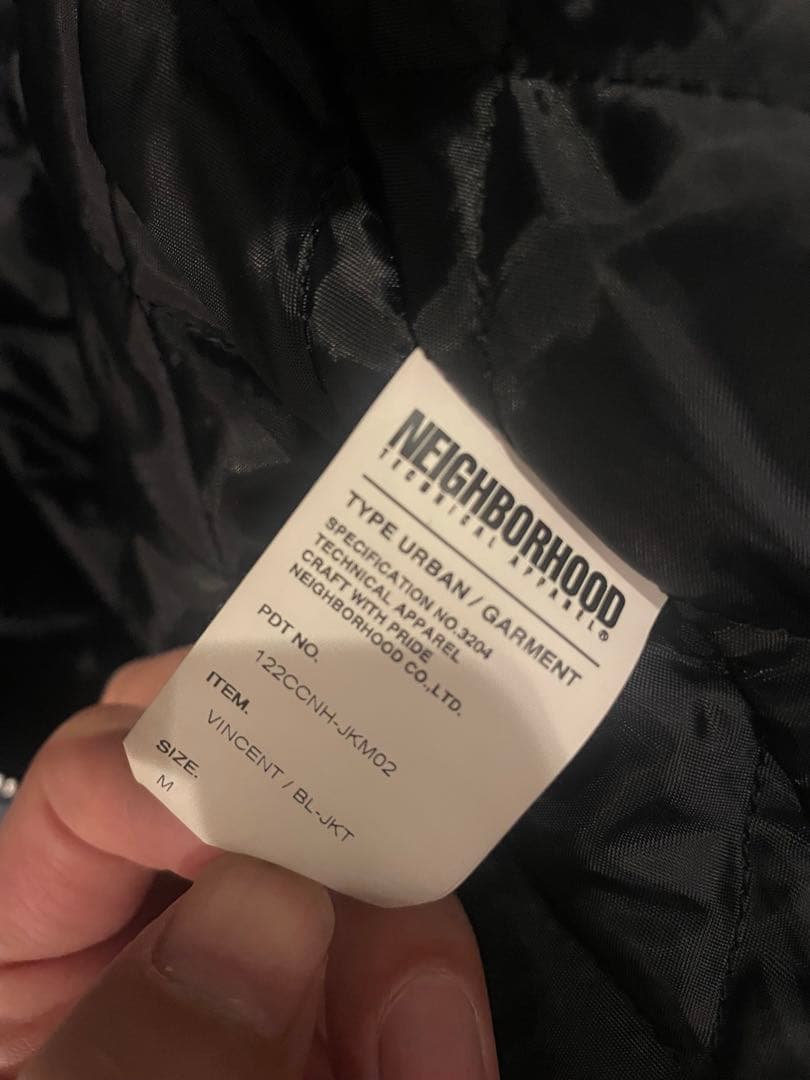 NEIGHBORHOOD
TECHNICAL APPAREL®
TYPE URBAN / GARMENT
SPECIFICATION NO.3204
TECHNICAL APPAREL
CRAFT WITH PRIDE
NEIGHBORHOOD CO.,LTD.
PDT NO.
122CCNH-JKM02
ITEM.
VINCENT / BL-JKT
SIZE.
M